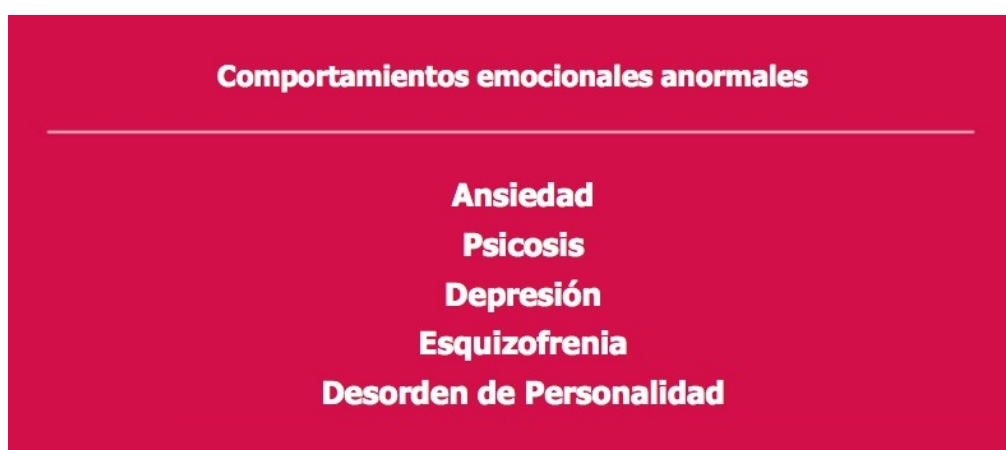 Comportamientos emocionales anormales
Ansiedad
Psicosis
Depresión
Esquizofrenia
Desorden de Personalidad